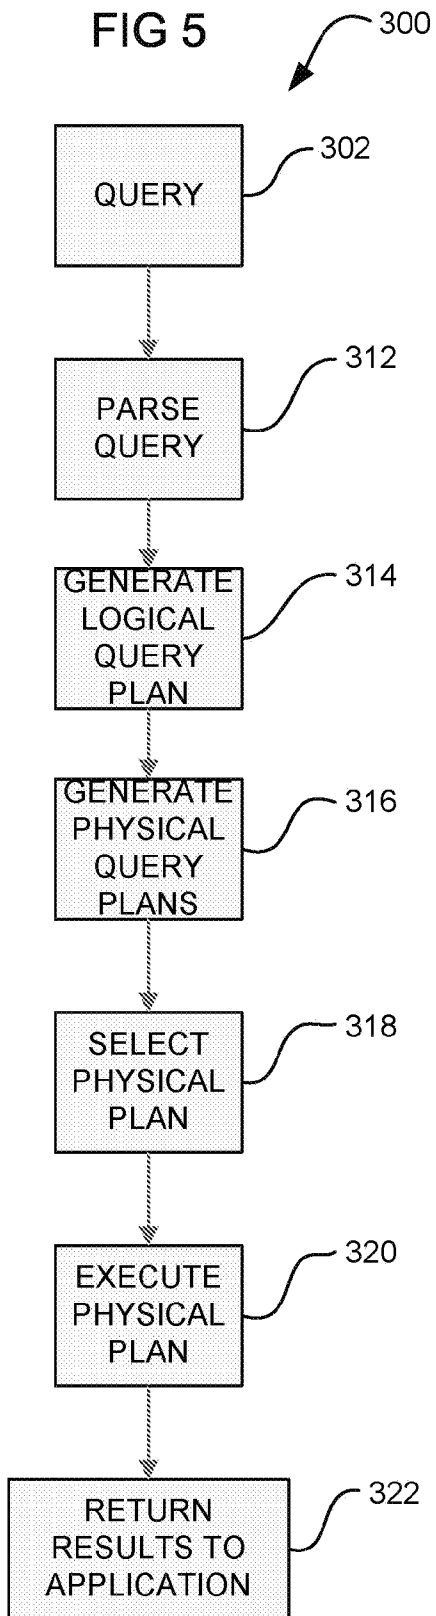 FIG 5
300
QUERY
302
PARSE
QUERY
312
GENERATE
LOGICAL
QUERY
PLAN
314
GENERATE
PHYSICAL
QUERY
PLANS
316
SELECT
PHYSICAL
PLAN
318
EXECUTE
PHYSICAL
PLAN
320
RETURN
RESULTS TO
APPLICATION
322